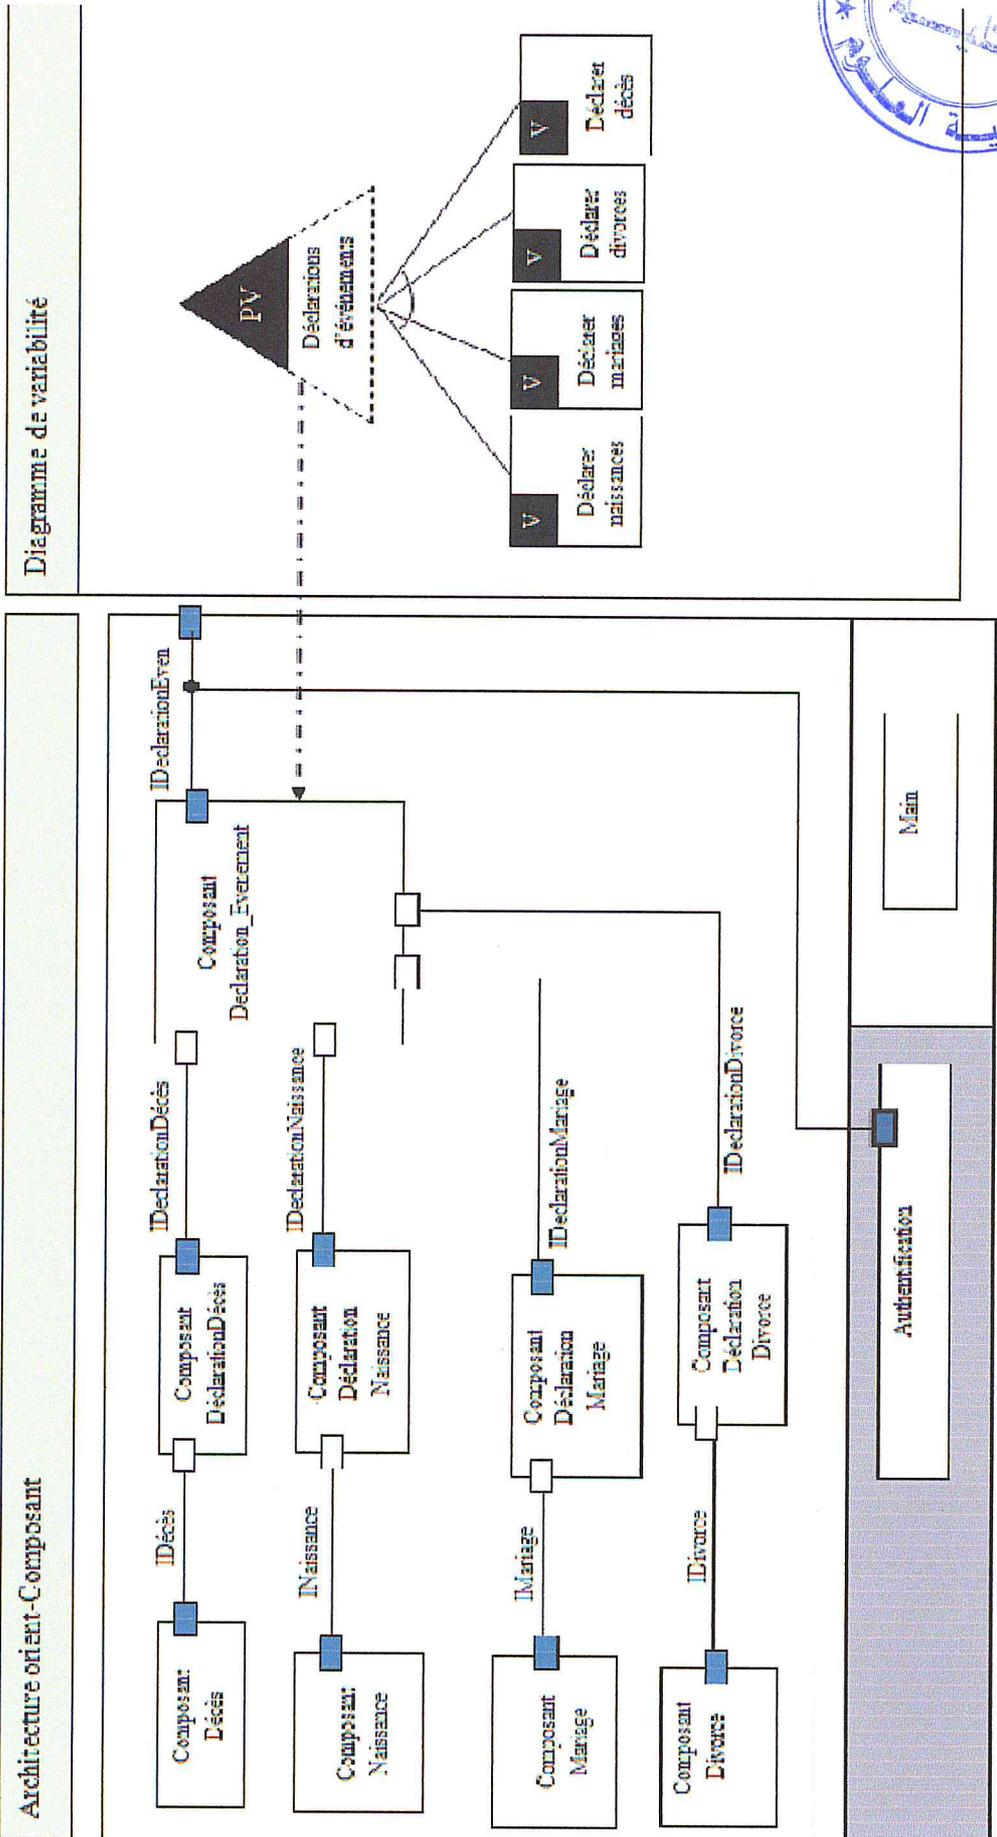 Architecture orient-Composant
Diagramme de variabilité
Composant
Décès
IDécès
Composant
DéclarationDécès
IDeclarationDécès
Composant
Declaration_Evenement
IDeclarationEven
Composant
Naissance
INaissance
Composant
Déclaration
Naissance
IDeclarationNaissance
Composant
Mariage
IMariage
Composant
Déclaration
Mariage
IDeclarationMariage
Composant
Divorce
IDivorce
Composant
Déclaration
Divorce
IDeclarationDivorce
Authentification
Main
PV
Déclarations
d'événements
V
Déclarer
naissances
V
Déclarer
mariages
V
Déclarer
divorces
V
Déclarer
décès